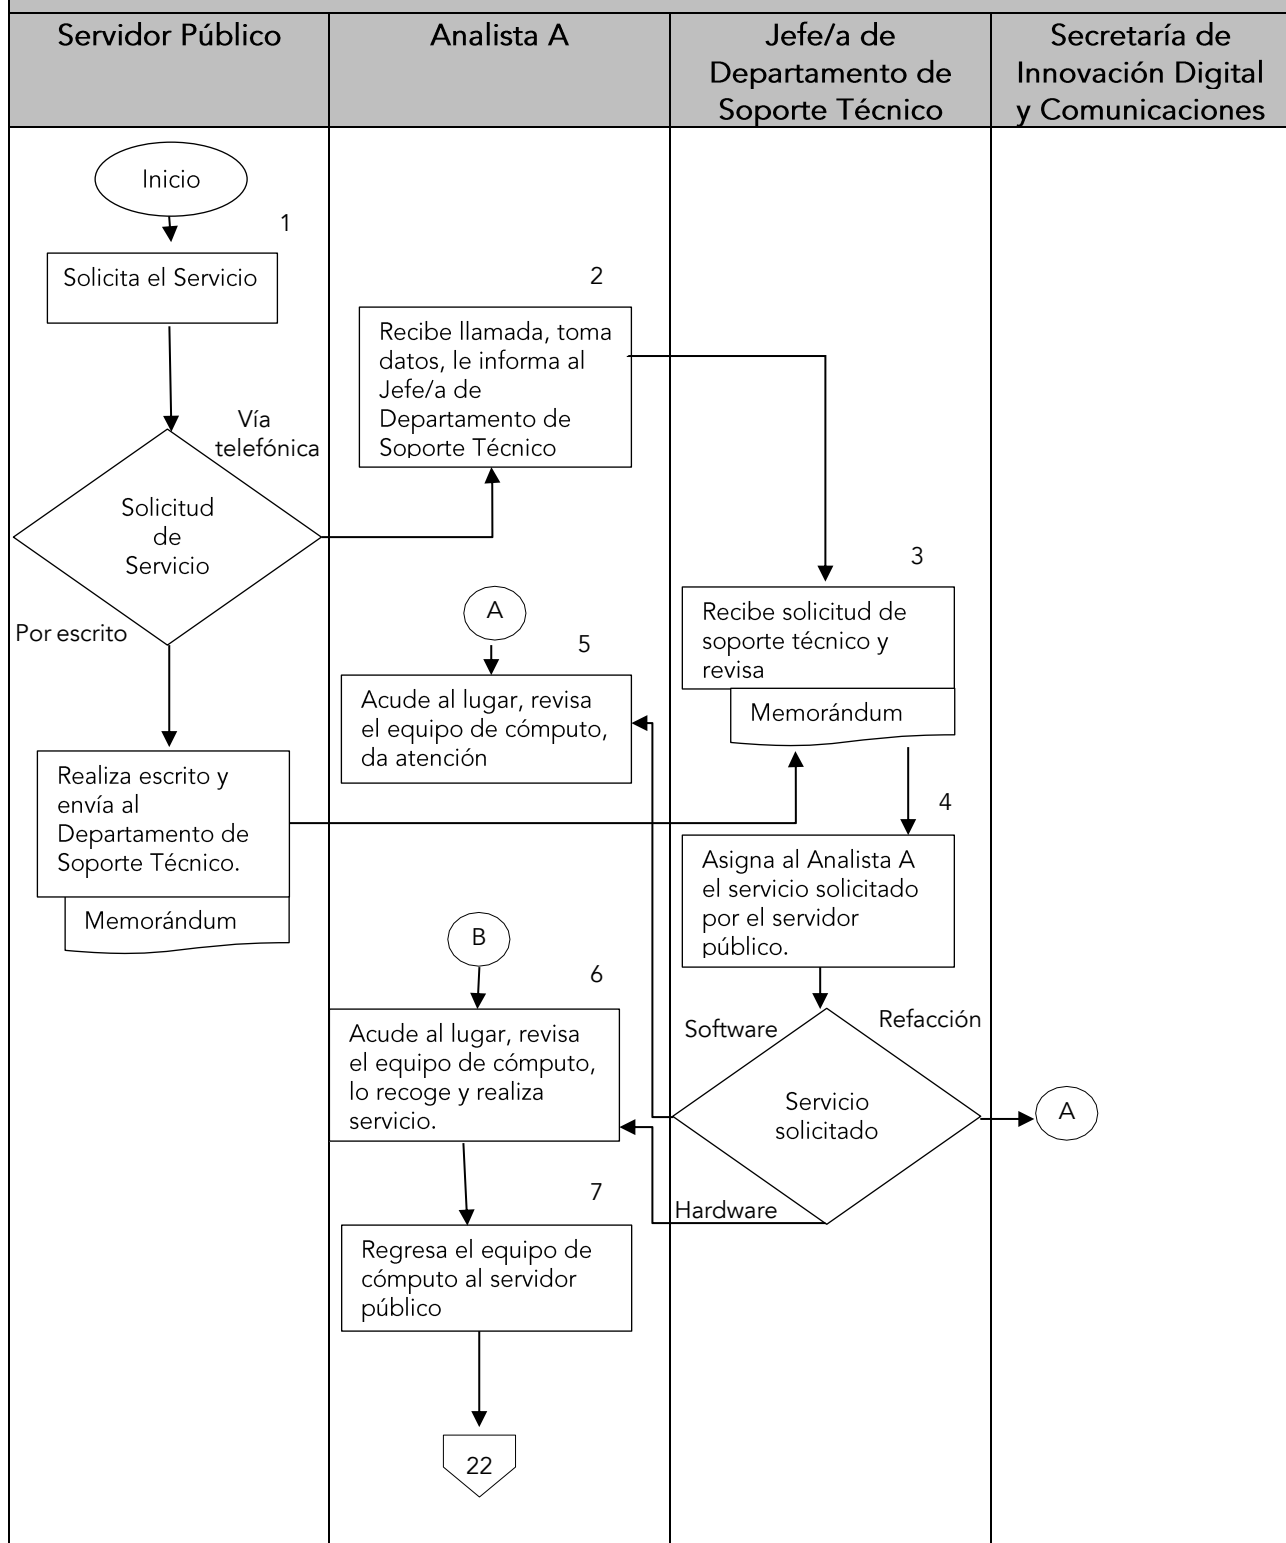 Servidor Público
Analista A
Jefe/a de
Departamento de
Soporte Técnico
Secretaría de
Innovación Digital
y Comunicaciones
Inicio
1
Solicita el Servicio
2
Recibe llamada, toma
datos, le informa al
Jefe/a de
Departamento de
Soporte Técnico
Vía
telefónica
Solicitud
de
Servicio
3
Recibe solicitud de
soporte técnico y
revisa
Memorándum
A
5
Acude al lugar, revisa
el equipo de cómputo,
da atención
Por escrito
Realiza escrito y
envía al
Departamento de
Soporte Técnico.
Memorándum
4
Asigna al Analista A
el servicio solicitado
por el servidor
público.
B
6
Acude al lugar, revisa
el equipo de cómputo,
lo recoge y realiza
servicio.
Software
Refacción
Servicio
solicitado
A
Hardware
7
Regresa el equipo de
cómputo al servidor
público
22